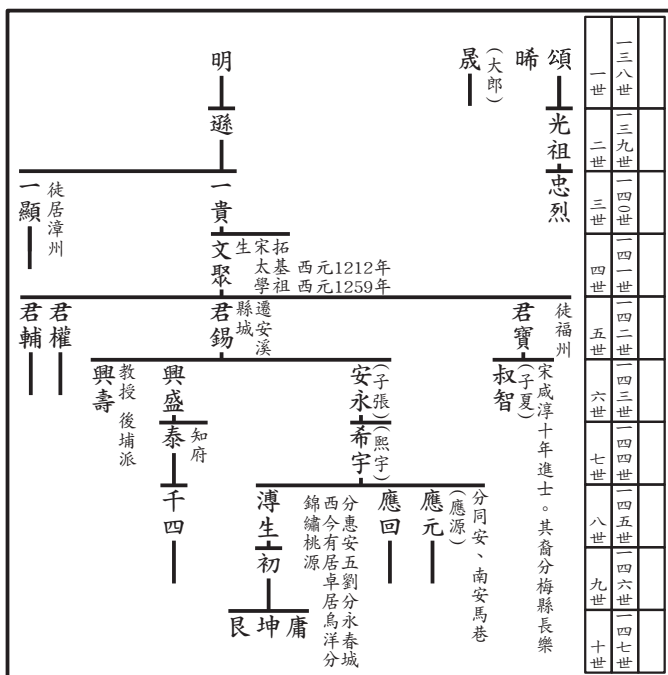 一三八世
一三九世
一四〇世
一四一世
一四二世
一四三世
一四四世
一四五世
一四六世
一四七世
一世
二世
三世
四世
五世
六世
七世
八世
九世
十世
頌
晞
(大郎)
晟
明
光祖
遜
忠烈
一貴
徒居漳州
一顯
拓基祖 西元1212年
宋太學 西元1259年
生
文聚
徒福州
君寶
遷安溪
縣城
君錫
君權
君輔
宋咸淳十年進士。其裔分梅縣長樂
(子夏)
叔智
(子張)
安永
興盛
教授 後埔派
興壽
(熙宇)
希宇
知府
泰
分同安、南安馬巷
(應源)
應元
應回
分惠安五劉分永春城
西今有居卓居烏洋分
錦繡桃源
溥生
千四
初
庸
坤
艮